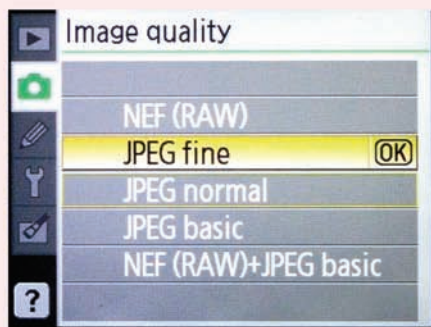 Image quality
NEF (RAW)
JPEG fine OK
JPEG normal
JPEG basic
NEF (RAW)+JPEG basic
?